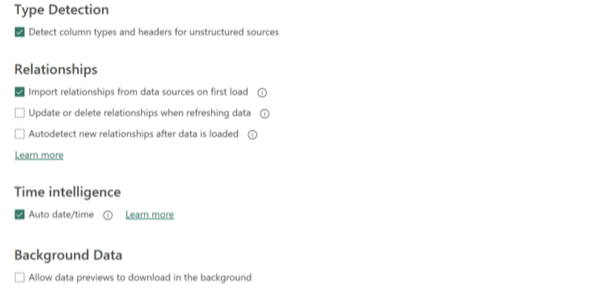 Type Detection
Detect column types and headers for unstructured sources
Relationships
Import relationships from data sources on first load
Update or delete relationships when refreshing data
Autodetect new relationships after data is loaded
Learn more
Time intelligence
Auto date/time Learn more
Background Data
Allow data previews to download in the background